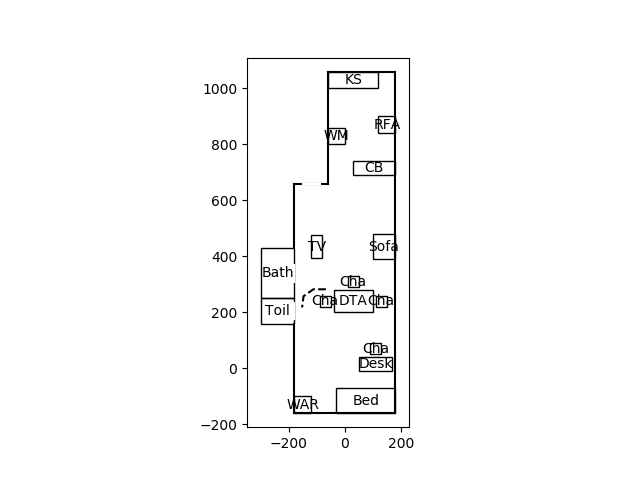 1000
800
600
400
200
0
−200
−200 0 200
KS
RFA
WM
CB
TV
Sofa
Bath
Cha
Cha DTA Cha
Toil
Cha
Desk
Bed
WAR